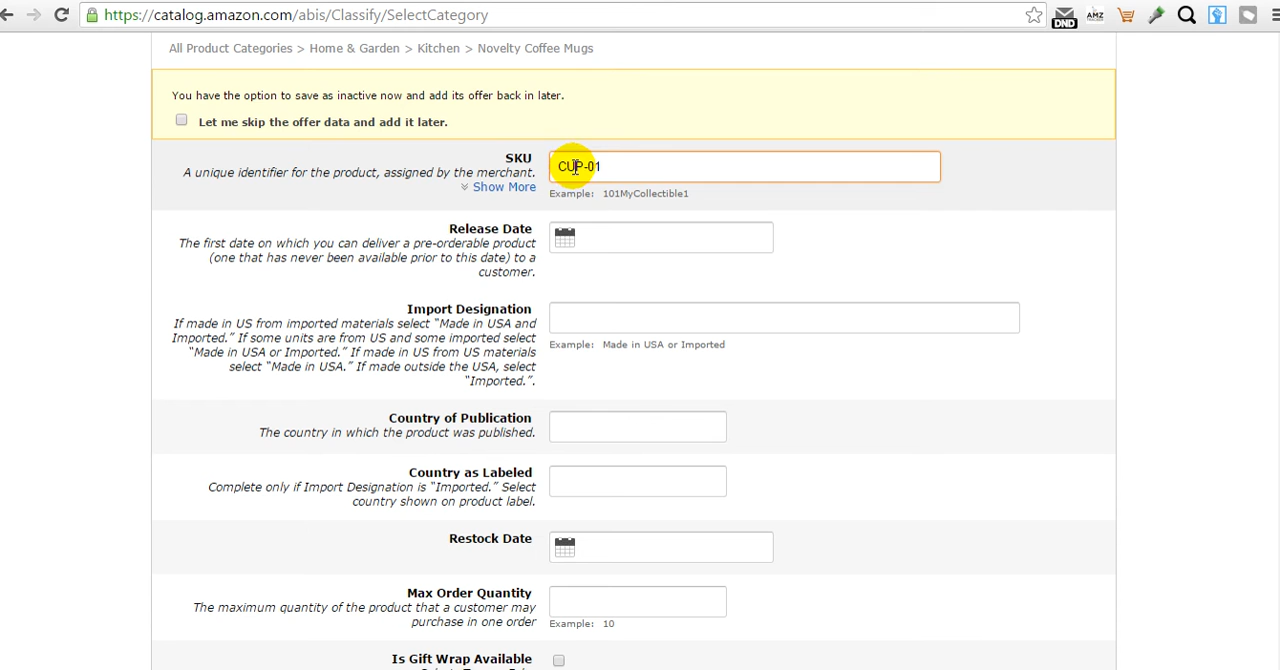 https://catalog.amazon.com/abis/Classify/SelectCategory
DND
AMZ
All Product Categories > Home & Garden > Kitchen > Novelty Coffee Mugs
You have the option to save as inactive now and add its offer back in later.
Let me skip the offer data and add it later.
SKU
A unique identifier for the product, assigned by the merchant.
Show More
CUP-01
Example: 101MyCollectible1
Release Date
The first date on which you can deliver a pre-orderable product
(one that has never been available prior to this date) to a
customer.
Import Designation
If made in US from imported materials select “Made in USA and
Imported.” If some units are from US and some imported select
“Made in USA or Imported.” If made in US from US materials
select “Made in USA.” If made outside the USA, select
“Imported.”.
Example: Made in USA or Imported
Country of Publication
The country in which the product was published.
Country as Labeled
Complete only if Import Designation is “Imported.” Select
country shown on product label.
Restock Date
Max Order Quantity
The maximum quantity of the product that a customer may
purchase in one order
Example: 10
Is Gift Wrap Available